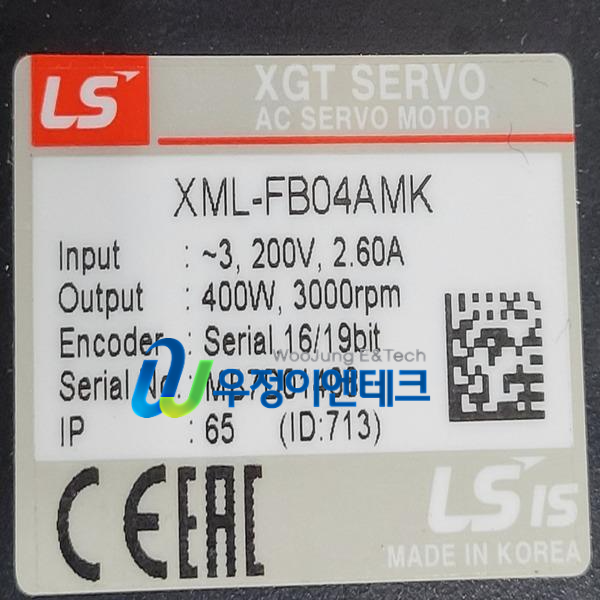 LS
XGT SERVO
AC SERVO MOTOR
XML-FB04AMK
Input : ~3, 200V, 2.60A
Output : 400W, 3000rpm
Encoder : Serial 16/19bit
WooJung E&Tech
Serial No. :
우정이앤테크
IP : 65 (ID:713)
CE EAC
LS IS
MADE IN KOREA